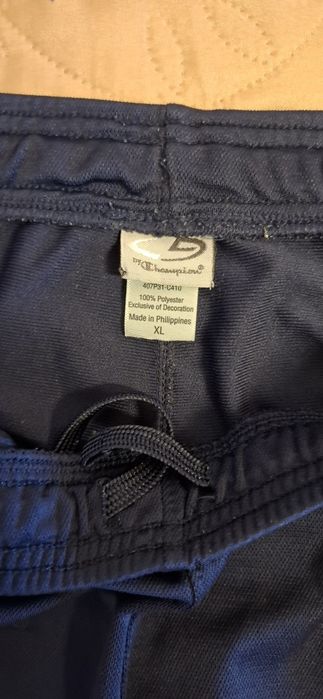 by Champion
407P31-C410
100% Polyester
Exclusive of Decoration
Made in Philippines
XL